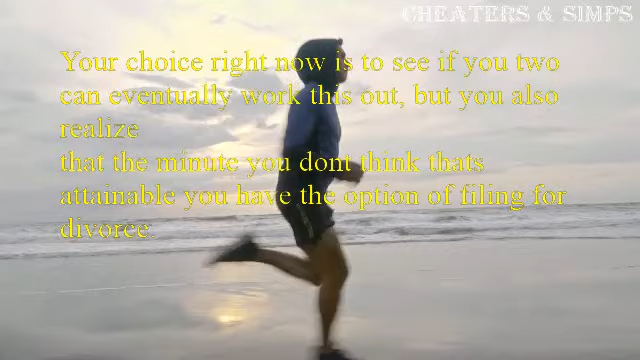 CHEATERS & SIMPS
Your choice right now is to see if you two
can eventually work this out, but you also
realize
that the minute you dont think thats
attainable you have the option of filing for
divorce.